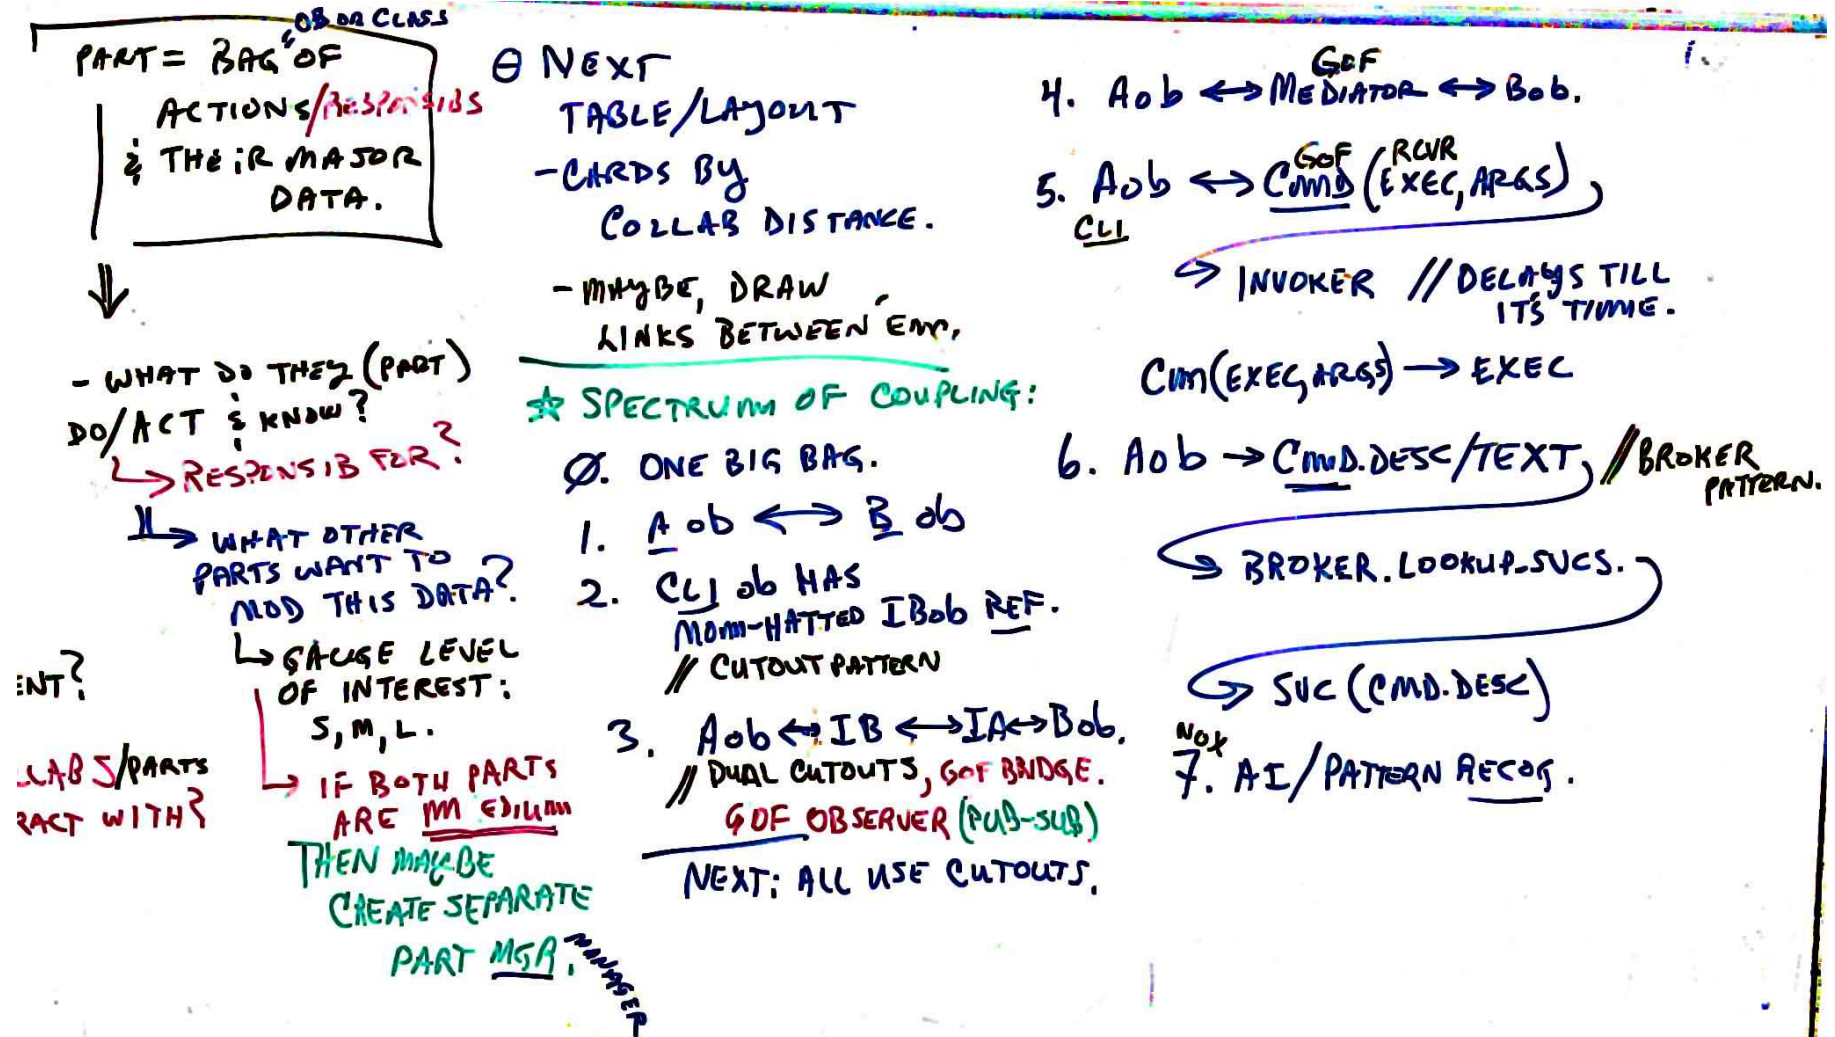 OB OR CLASS
PART = BAG OF
ACTIONS/RESPONSIBS
& THEIR MAJOR
DATA.
- WHAT DO THEY (PART)
DO/ACT & KNOW?
RESPONSIB FOR?
WHAT OTHER
PARTS WANT TO
MOD THIS DATA?
GAUGE LEVEL
OF INTEREST:
S, M, L.
IF BOTH PARTS
ARE MEDIUM
THEN MAYBE
CREATE SEPARATE
PART MGR.
MANAGER
ENT?
LLABS/PARTS
RACT WITH?
⊖ NEXT
TABLE/LAYOUT
- CARDS BY
COLLAB DISTANCE.
- MAYBE, DRAW
LINKS BETWEEN 'EM.
☆ SPECTRUM OF COUPLING:
Ø. ONE BIG BAG.
1. A ob ↔ B ob
2. CLI ob HAS
MOM-HATTED IBob REF.
// CUTOUT PATTERN
3. Aob ↔ IB ↔ IA ↔ Bob.
// DUAL CUTOUTS, GOF BRIDGE.
GOF OBSERVER (PUB-SUB)
NEXT: ALL USE CUTOUTS.
GOF
4. Aob ↔ MEDIATOR ↔ Bob.
GOF RCVR
5. Aob ↔ CMD (EXEC, ARGS)
CLI
→ INVOKER // DELAYS TILL
IT'S TIME.
CMD(EXEC, ARGS) → EXEC
6. Aob → CMD.DESC/TEXT, // BROKER
PATTERN.
→ BROKER.LOOKUP_SVCS.
→ SVC (CMD.DESC)
NOX
7. AI/PATTERN RECOG.